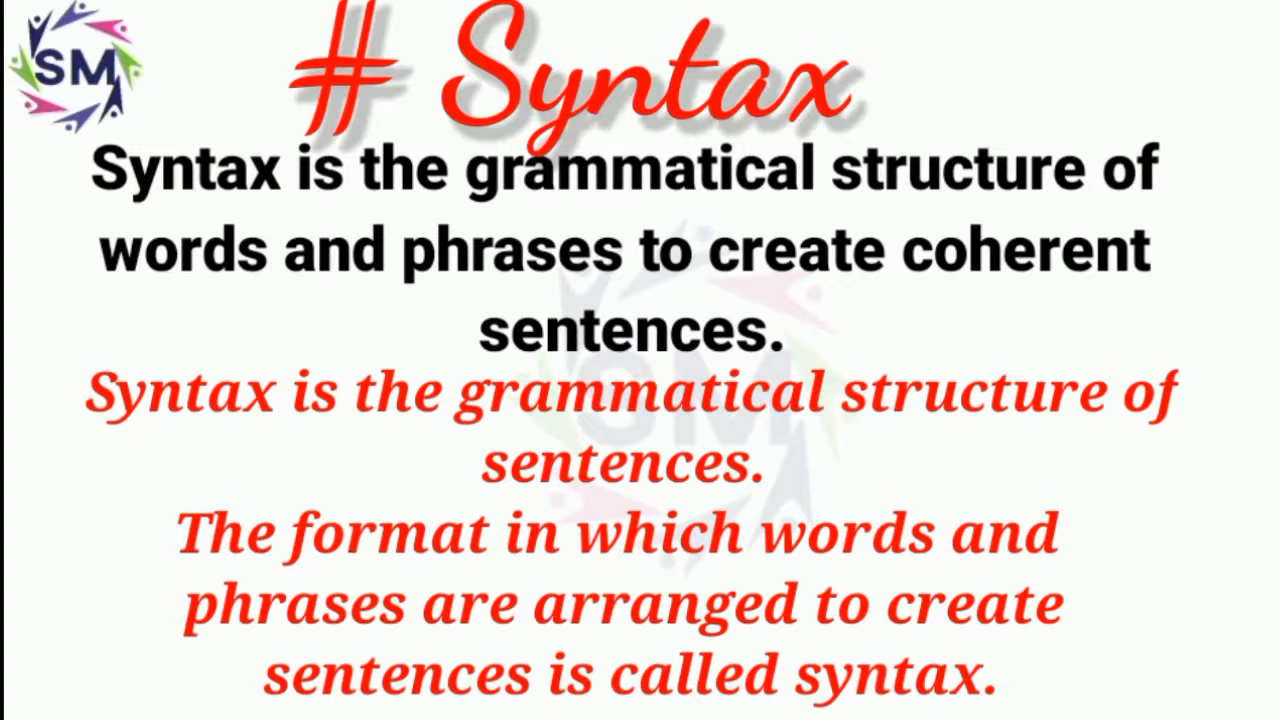 SM
# Syntax
Syntax is the grammatical structure of
words and phrases to create coherent
sentences.
Syntax is the grammatical structure of
sentences.
The format in which words and
phrases are arranged to create
sentences is called syntax.
SM